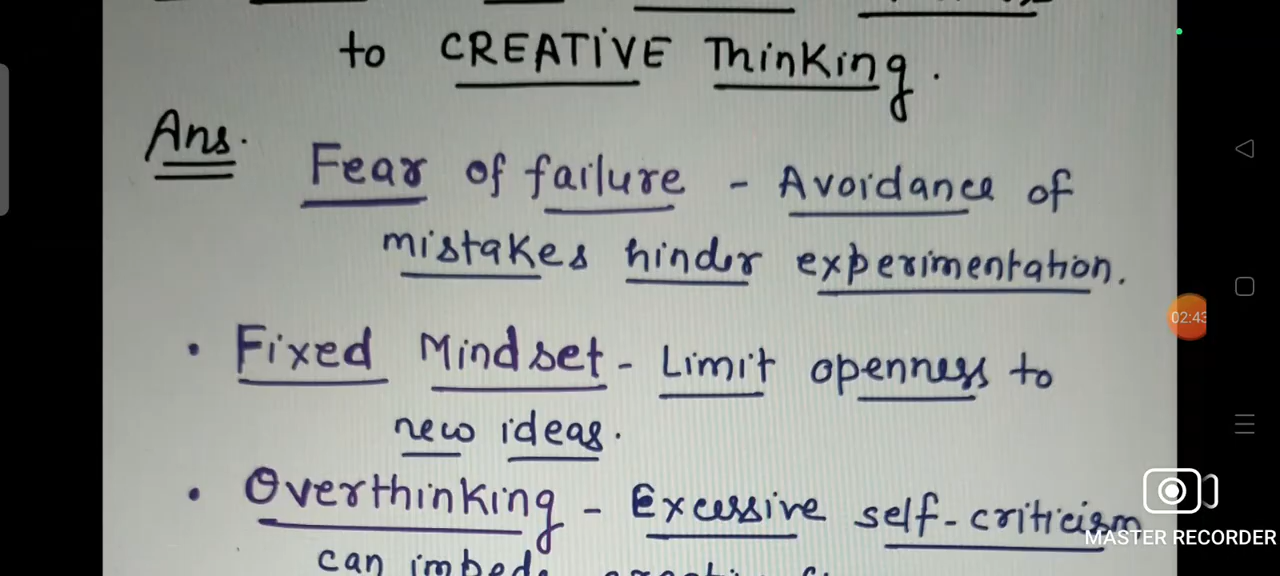 to CREATIVE Thinking.
Ans.
Fear of failure - Avoidance of
mistakes hinder experimentation.
• Fixed Mindset - Limit openness to
new ideas.
• Overthinking - Excessive self-criticism
can
02:43
MASTER RECORDER